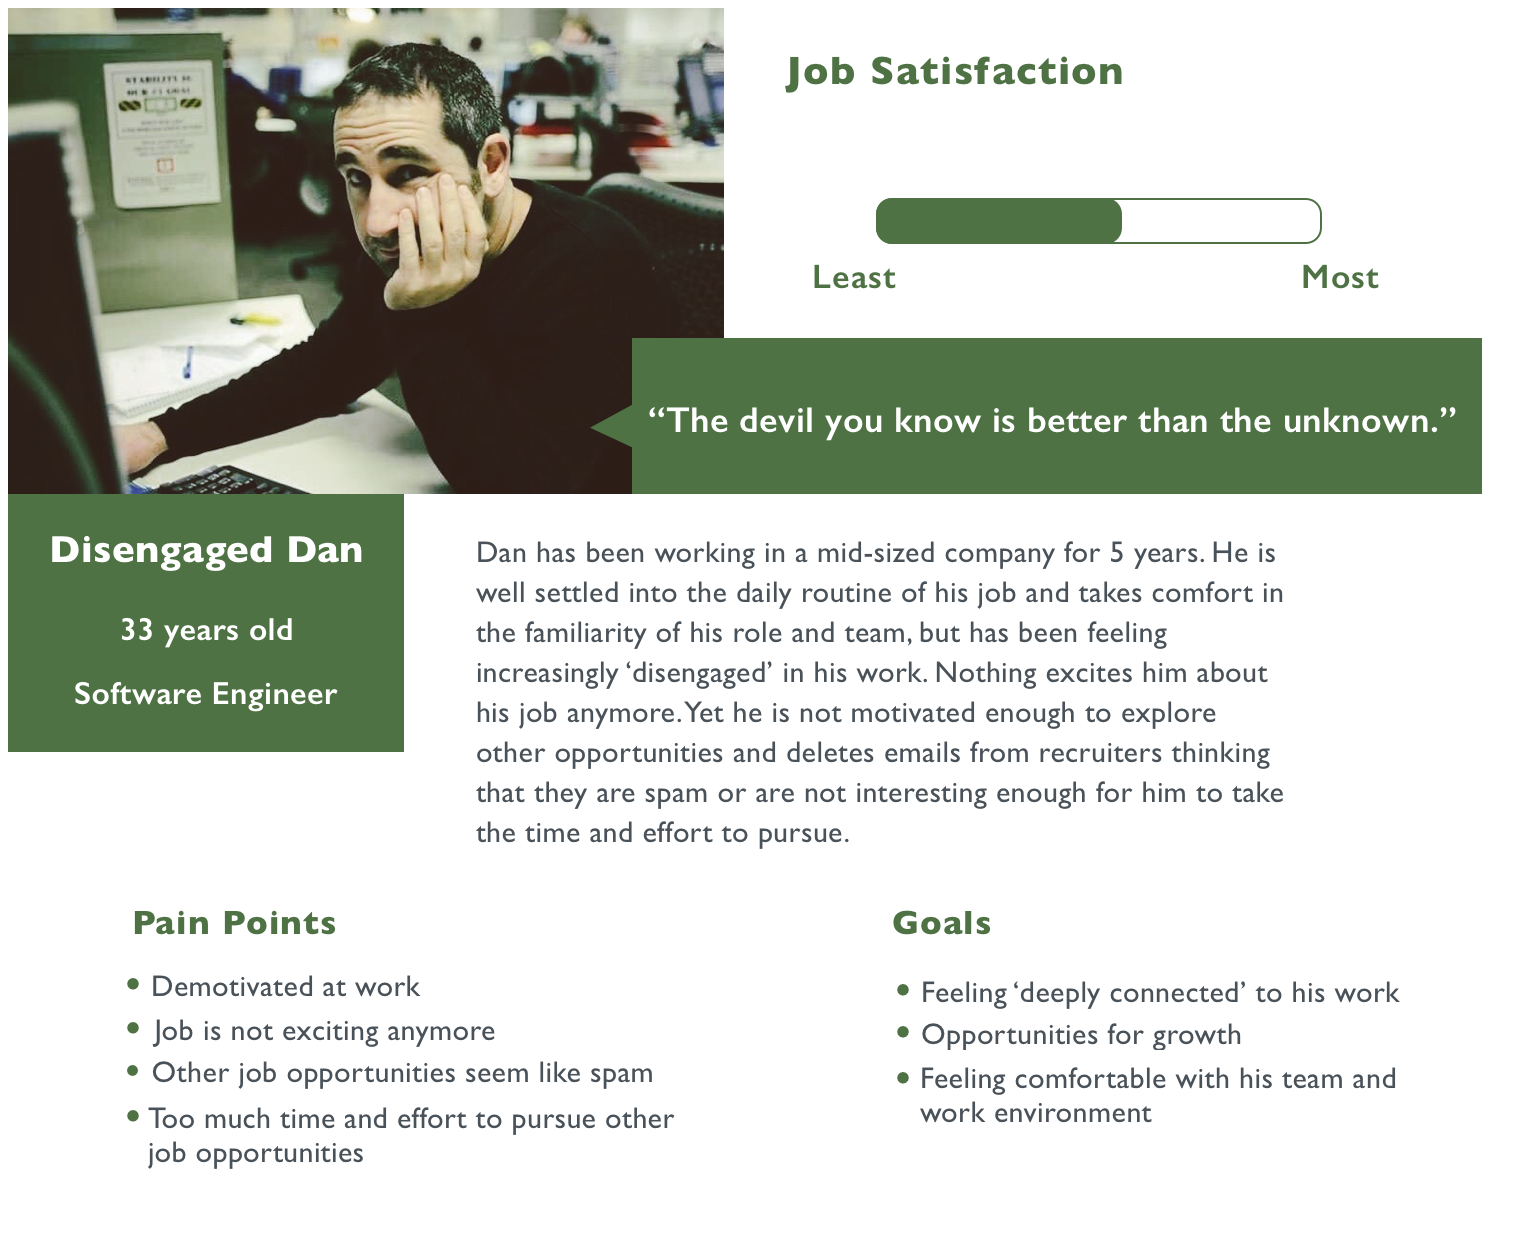 STABILITY IS
OUR #1 GOAL
Job Satisfaction
Least
Most
“The devil you know is better than the unknown.”
Disengaged Dan
33 years old
Software Engineer
Dan has been working in a mid-sized company for 5 years. He is
well settled into the daily routine of his job and takes comfort in
the familiarity of his role and team, but has been feeling
increasingly ‘disengaged’ in his work. Nothing excites him about
his job anymore. Yet he is not motivated enough to explore
other opportunities and deletes emails from recruiters thinking
that they are spam or are not interesting enough for him to take
the time and effort to pursue.
Pain Points
• Demotivated at work
• Job is not exciting anymore
• Other job opportunities seem like spam
• Too much time and effort to pursue other
job opportunities
Goals
• Feeling ‘deeply connected’ to his work
• Opportunities for growth
• Feeling comfortable with his team and
work environment